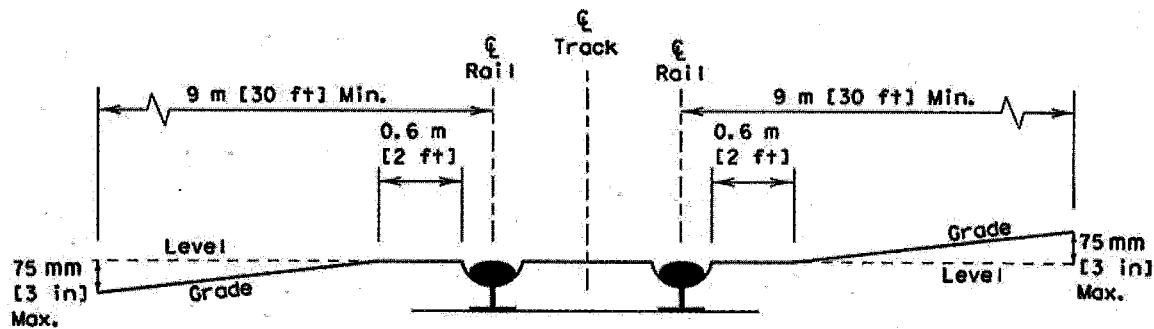 ℄
Track
℄
Rail
℄
Rail
9 m [30 ft] Min.
9 m [30 ft] Min.
0.6 m
[2 ft]
0.6 m
[2 ft]
Level
Grade
75 mm
[3 in]
Max.
Grade
Level
75 mm
[3 in]
Max.